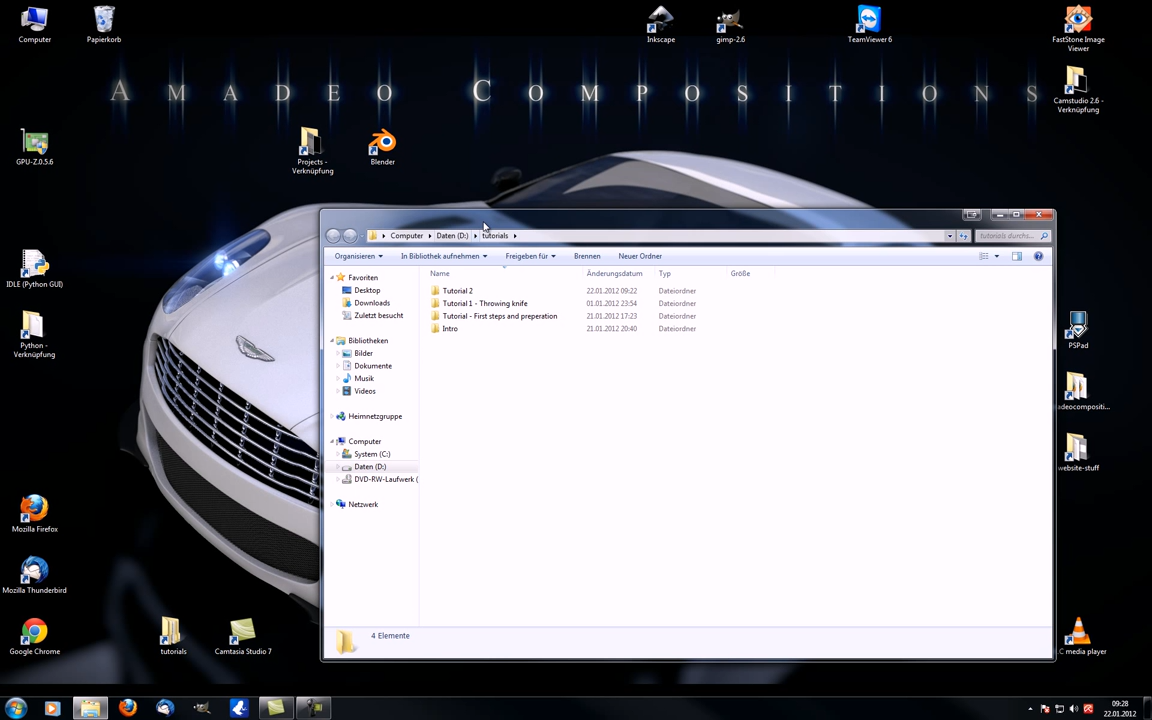 Computer
Papierkorb
Inkscape
gimp-2.6
TeamViewer 6
FastStone Image
Viewer
AMADEO COMPOSITIONS
Camstudio 2.6 -
Verknüpfung
GPU-Z.0.5.6
Projects -
Verknüpfung
Blender
Computer
Daten (D:)
tutorials
tutorials durchs...
Organisieren
In Bibliothek aufnehmen
Freigeben für
Brennen
Neuer Ordner
Name
Änderungsdatum
Typ
Größe
Tutorial 2 22.01.2012 09:22 Dateiordner
Tutorial 1 - Throwing knife 01.01.2012 23:54 Dateiordner
Tutorial - First steps and preperation 21.01.2012 17:23 Dateiordner
Intro 21.01.2012 20:40 Dateiordner
Favoriten
Desktop
Downloads
Zuletzt besucht
Bibliotheken
Bilder
Dokumente
Musik
Videos
Heimnetzgruppe
Computer
System (C:)
Daten (D:)
DVD-RW-Laufwerk (
Netzwerk
4 Elemente
IDLE (Python GUI)
Python -
Verknüpfung
PSPad
adeocompositi...
website-stuff
Mozilla Firefox
Mozilla Thunderbird
Google Chrome
tutorials
Camtasia Studio 7
C media player
09:28
22.01.2012